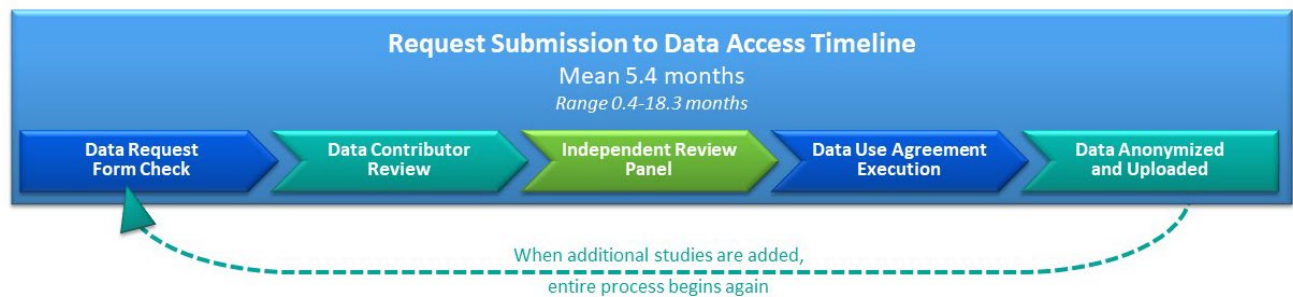 Request Submission to Data Access Timeline
Mean 5.4 months
Range 0.4-18.3 months
Data Request
Form Check
Data Contributor
Review
Independent Review
Panel
Data Use Agreement
Execution
Data Anonymized
and Uploaded
When additional studies are added,
entire process begins again